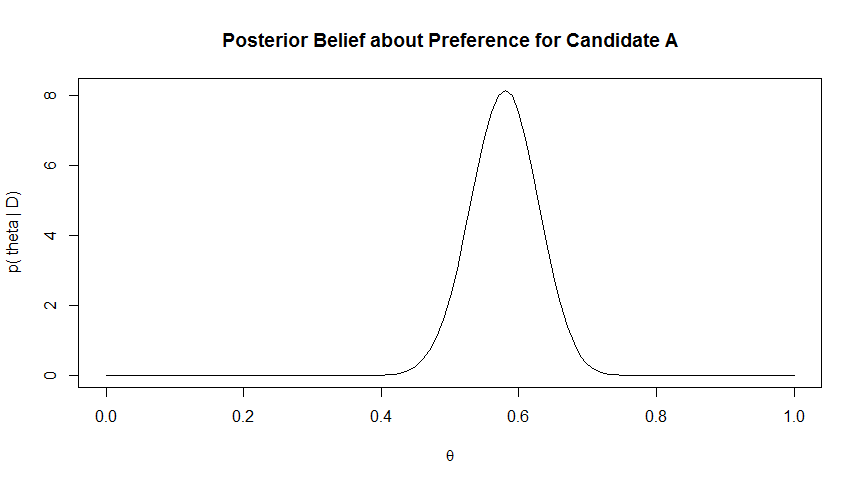 Posterior Belief about Preference for Candidate A
8
6
4
2
0
p( theta | D)
0.0 0.2 0.4 0.6 0.8 1.0
θ